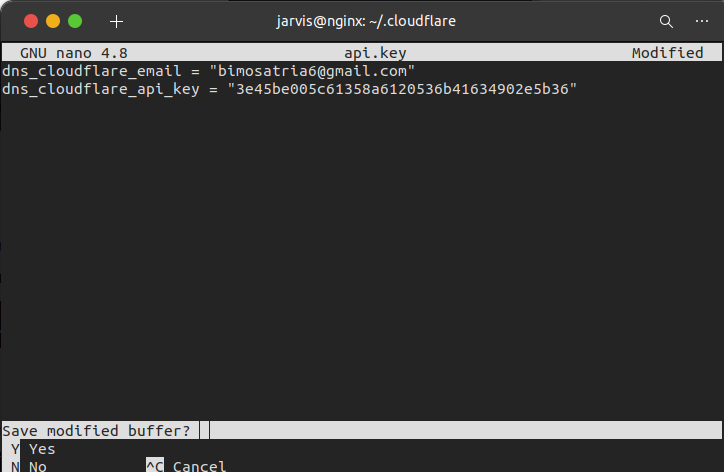 jarvis@nginx: ~/.cloudflare
GNU nano 4.8 api.key Modified
dns_cloudflare_email = "bimosatria6@gmail.com"
dns_cloudflare_api_key = "3e45be005c61358a6120536b41634902e5b36"
Save modified buffer?
Y Yes
N No ^C Cancel